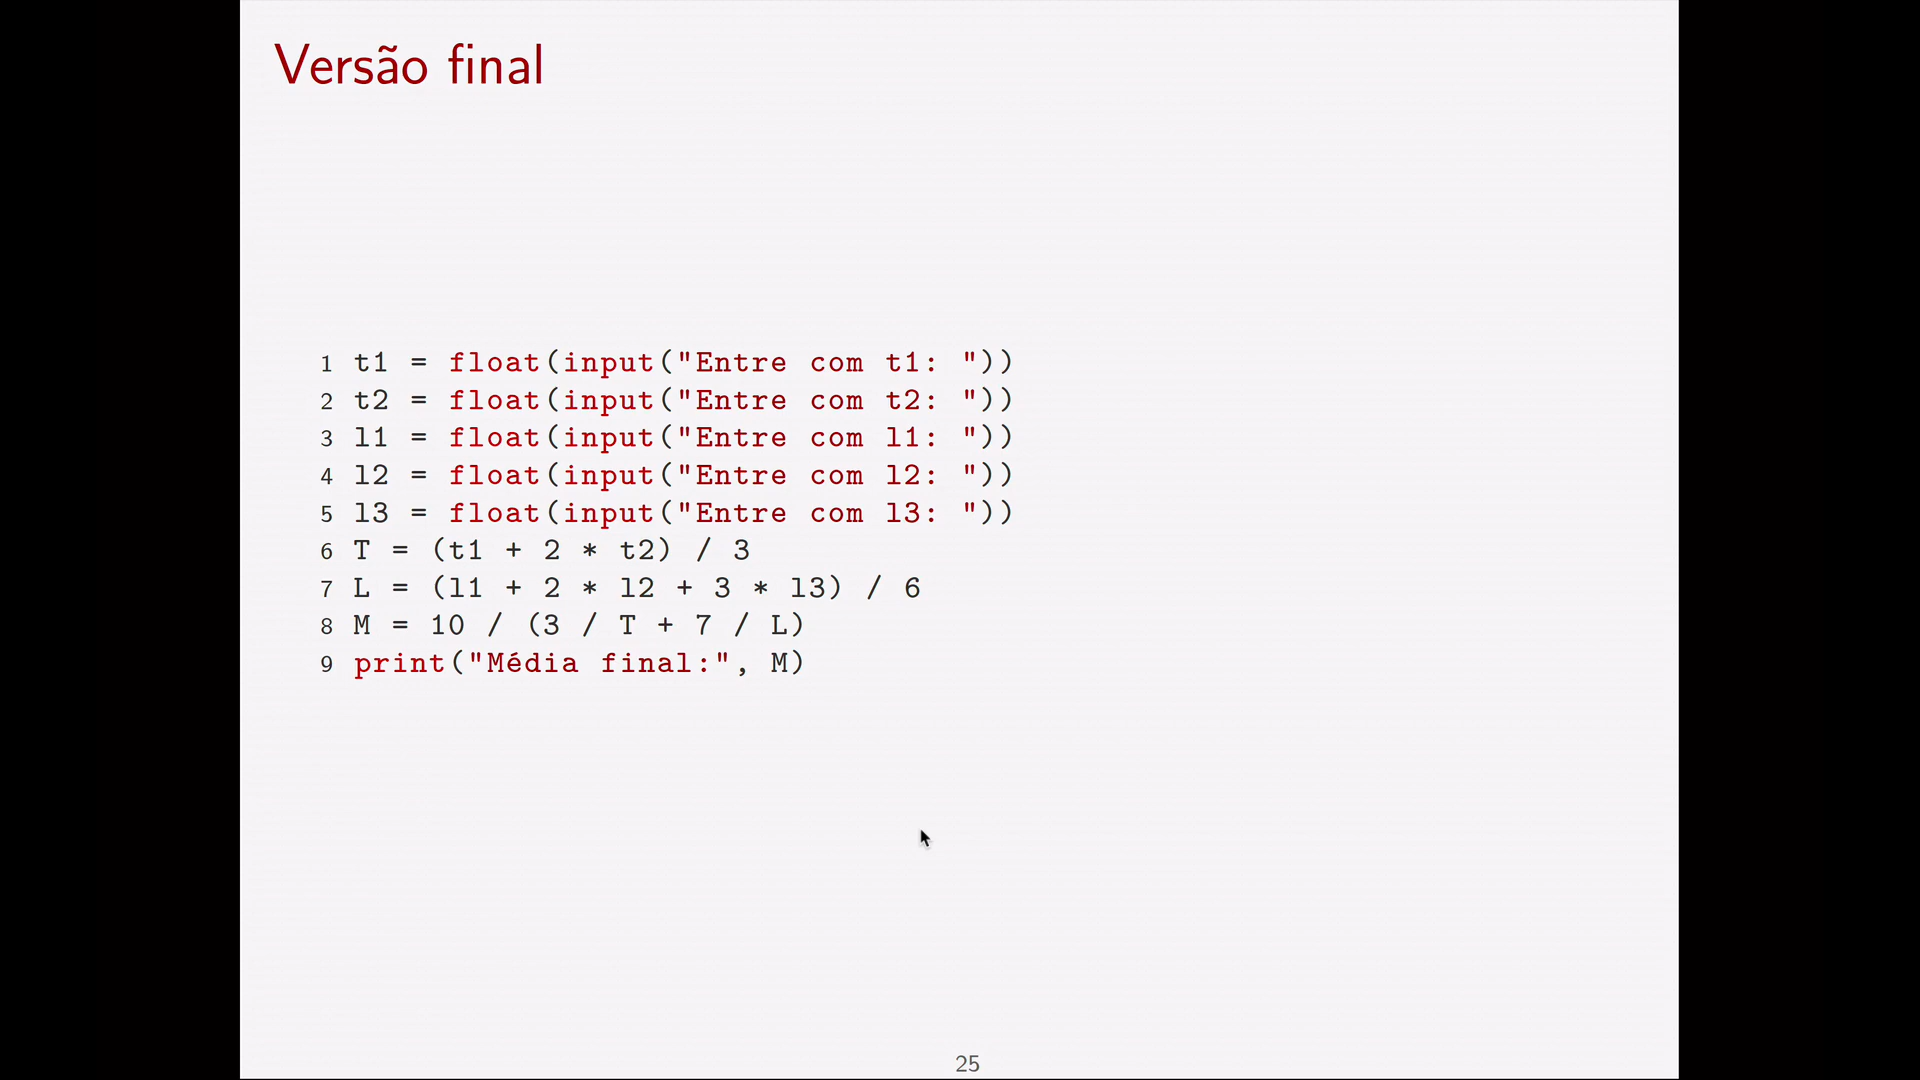 Versão final
1 t1 = float(input("Entre com t1: "))
2 t2 = float(input("Entre com t2: "))
3 l1 = float(input("Entre com l1: "))
4 l2 = float(input("Entre com l2: "))
5 l3 = float(input("Entre com l3: "))
6 T = (t1 + 2 * t2) / 3
7 L = (l1 + 2 * l2 + 3 * l3) / 6
8 M = 10 / (3 / T + 7 / L)
9 print("Média final:", M)
25